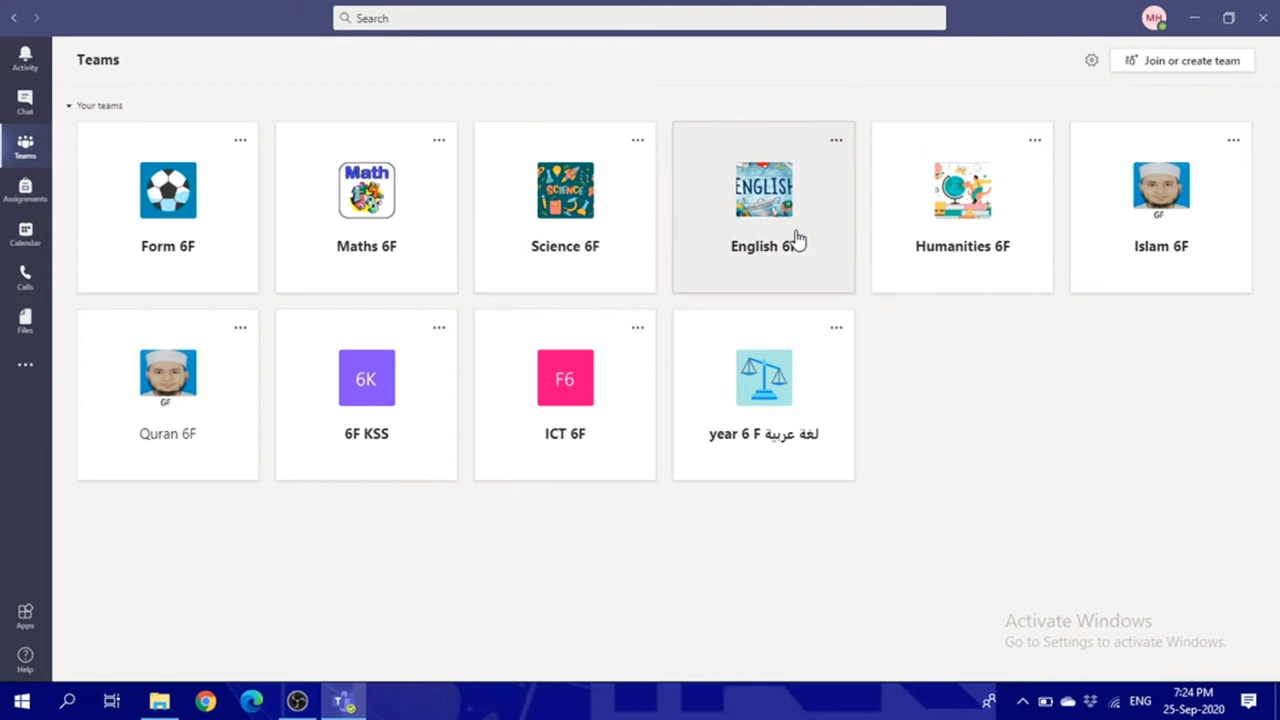 Search
MH
Activity
Chat
Teams
Assignments
Calendar
Calls
Files
Apps
Help
Teams
Join or create team
Your teams
Form 6F
Math
Maths 6F
SCIENCE
Science 6F
ENGLISH
English 6F
Humanities 6F
GF
Islam 6F
GF
Quran 6F
6K
6F KSS
F6
ICT 6F
year 6 F لغة عربية
Activate Windows
Go to Settings to activate Windows.
ENG
7:24 PM
25-Sep-2020